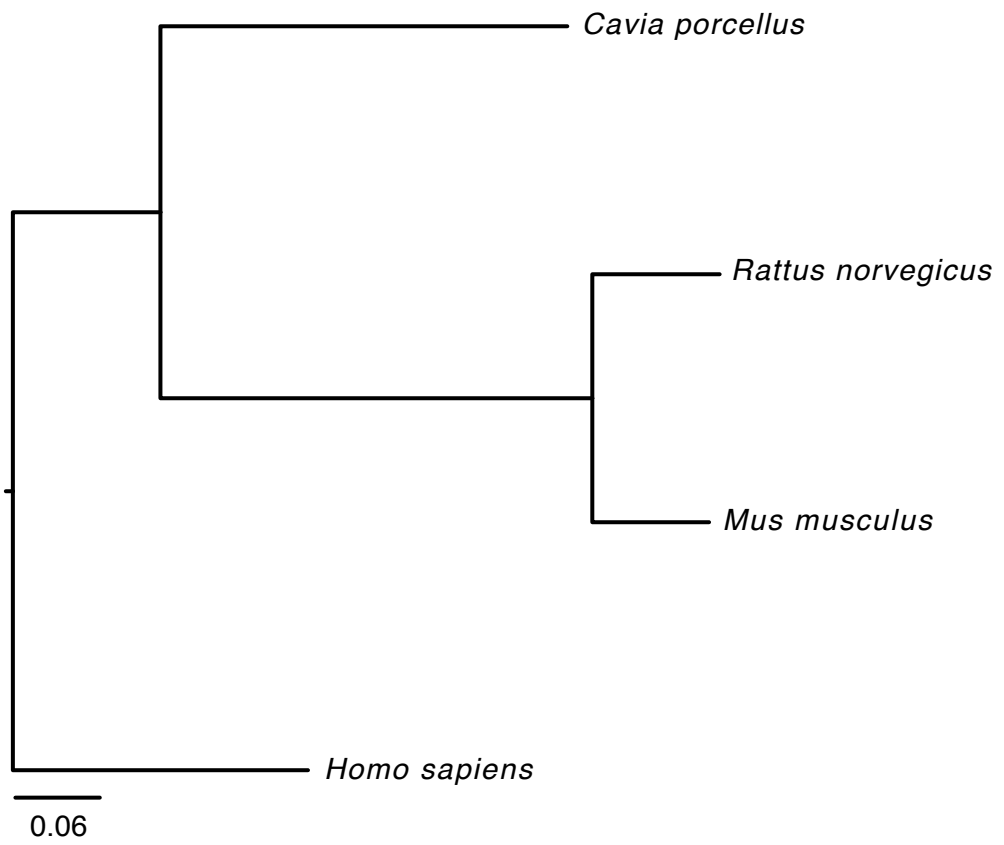 Cavia porcellus
Rattus norvegicus
Mus musculus
Homo sapiens
0.06